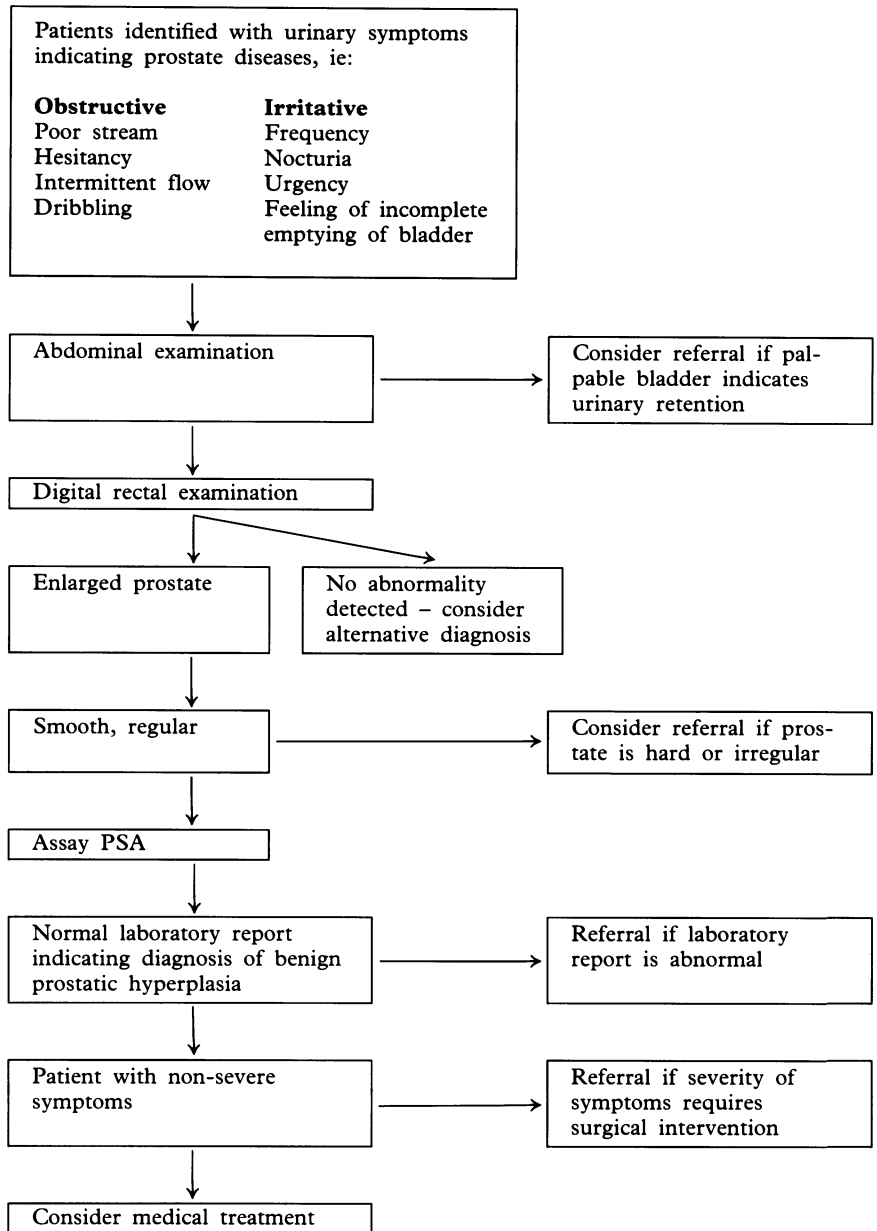 Patients identified with urinary symptoms
indicating prostate diseases, ie:
Obstructive
Poor stream
Hesitancy
Intermittent flow
Dribbling
Irritative
Frequency
Nocturia
Urgency
Feeling of incomplete
emptying of bladder
Abdominal examination
Consider referral if pal-
pable bladder indicates
urinary retention
Digital rectal examination
Enlarged prostate
No abnormality
detected – consider
alternative diagnosis
Smooth, regular
Consider referral if pros-
tate is hard or irregular
Assay PSA
Normal laboratory report
indicating diagnosis of benign
prostatic hyperplasia
Referral if laboratory
report is abnormal
Patient with non-severe
symptoms
Referral if severity of
symptoms requires
surgical intervention
Consider medical treatment